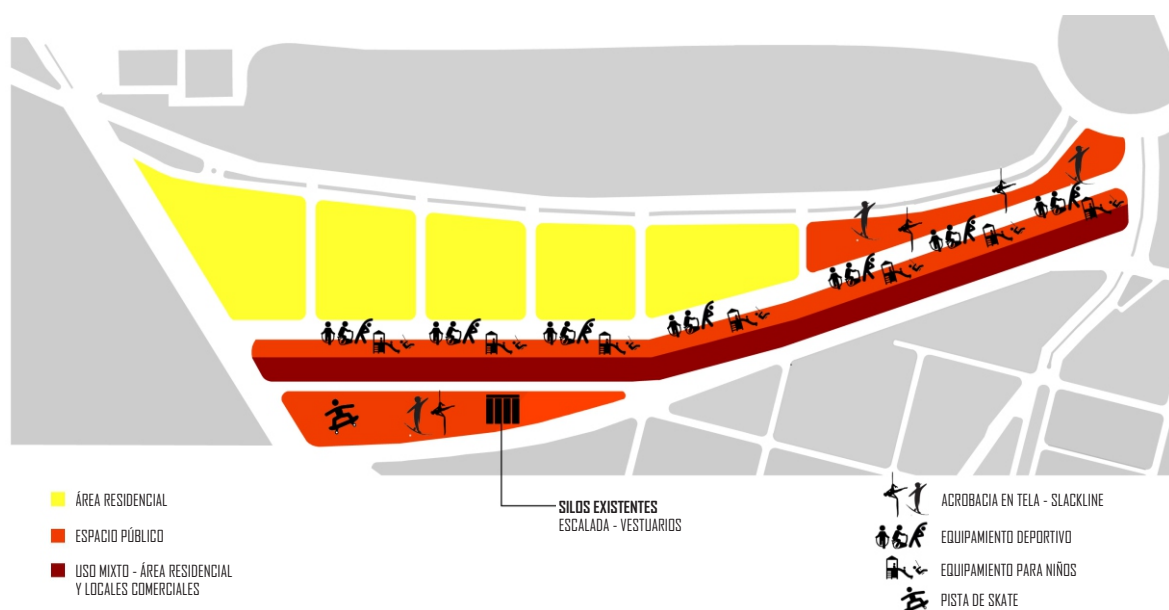 ÁREA RESIDENCIAL
ESPACIO PÚBLICO
USO MIXTO - ÁREA RESIDENCIAL
Y LOCALES COMERCIALES
SILOS EXISTENTES
ESCALADA - VESTUARIOS
ACROBACIA EN TELA - SLACKLINE
EQUIPAMIENTO DEPORTIVO
EQUIPAMIENTO PARA NIÑOS
PISTA DE SKATE